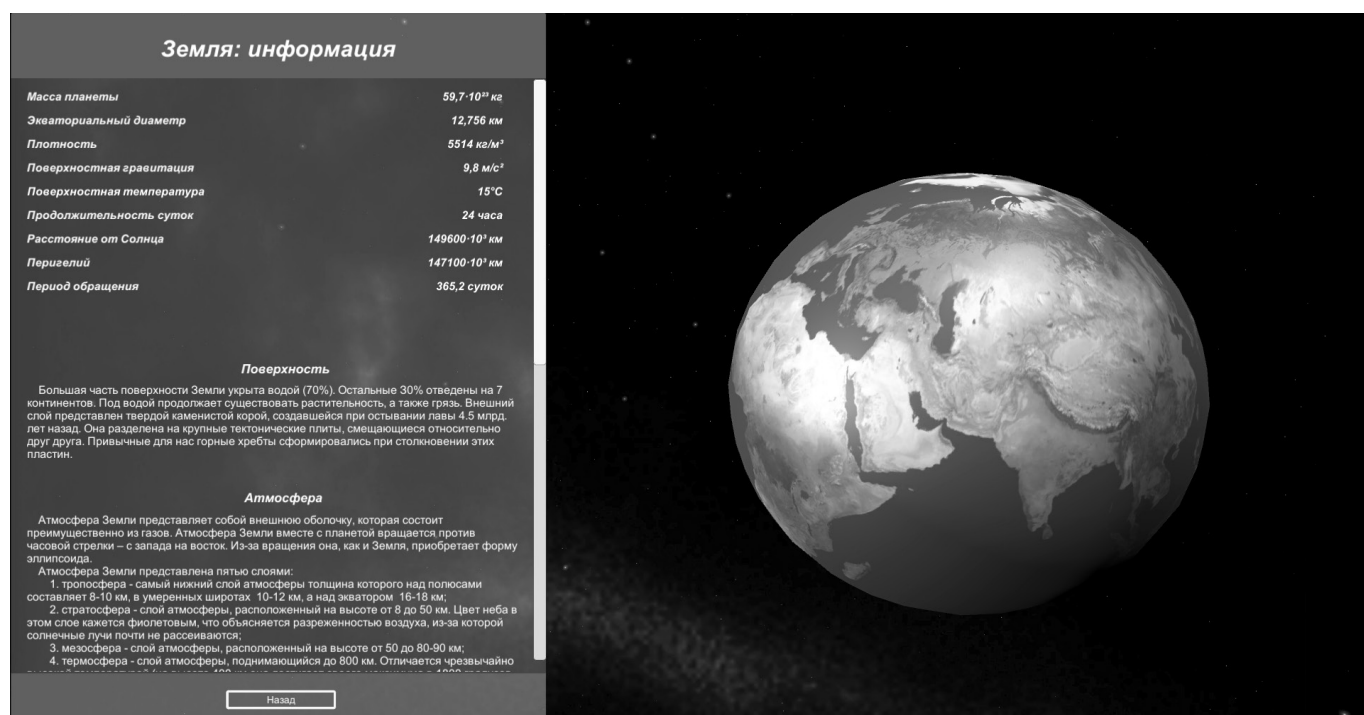 Земля: информация
Масса планеты 59,7·10²³ кг
Экваториальный диаметр 12,756 км
Плотность 5514 кг/м³
Поверхностная гравитация 9,8 м/с²
Поверхностная температура 15°С
Продолжительность суток 24 часа
Расстояние от Солнца 149600·10³ км
Перигелий 147100·10³ км
Период обращения 365,2 суток
Поверхность
Большая часть поверхности Земли укрыта водой (70%). Остальные 30% отведены на 7
континентов. Под водой продолжает существовать растительность, а также грязь. Внешний
слой представлен твердой каменистой корой, создавшейся при остывании лавы 4.5 млрд.
лет назад. Она разделена на крупные тектонические плиты, смещающиеся относительно
друг друга. Привычные для нас горные хребты сформировались при столкновении этих
пластин.
Атмосфера
Атмосфера Земли представляет собой внешнюю оболочку, которая состоит
преимущественно из газов. Атмосфера Земли вместе с планетой вращается против
часовой стрелки – с запада на восток. Из-за вращения она, как и Земля, приобретает форму
эллипсоида.
Атмосфера Земли представлена пятью слоями:
1. тропосфера - самый нижний слой атмосферы толщина которого над полюсами
составляет 8-10 км, в умеренных широтах 10-12 км, а над экватором 16-18 км;
2. стратосфера - слой атмосферы, расположенный на высоте от 8 до 50 км. Цвет неба в
этом слое кажется фиолетовым, что объясняется разреженностью воздуха, из-за которой
солнечные лучи почти не рассеиваются;
3. мезосфера - слой атмосферы, расположенный на высоте от 50 до 80-90 км;
4. термосфера - слой атмосферы, поднимающийся до 800 км. Отличается чрезвычайно
Назад